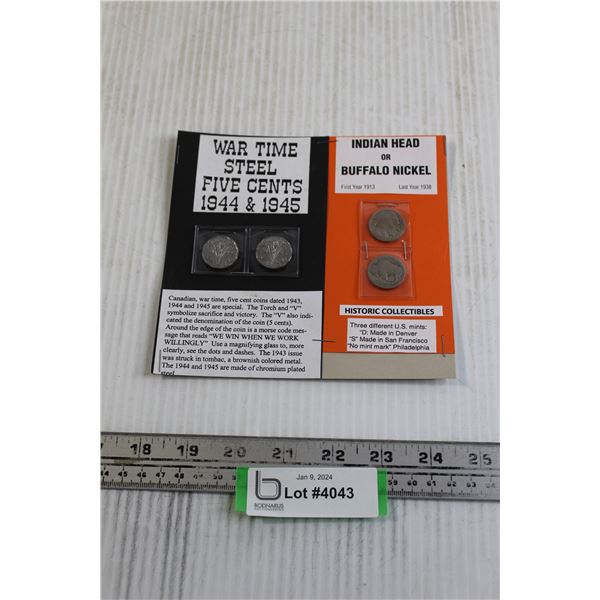 WAR TIME
STEEL
FIVE CENTS
1944 & 1945
Canadian, war time, five cent coins dated 1943,
1944 and 1945 are special. The Torch and "V"
symbolize sacrifice and victory. The "V" also indi-
cated the denomination of the coin (5 cents).
Around the edge of the coin is a morse code mes-
sage that reads "WE WIN WHEN WE WORK
WILLINGLY" Use a magnifying glass to, more
clearly, see the dots and dashes. The 1943 issue
was struck in tombac, a brownish colored metal.
The 1944 and 1945 are made of chromium plated
steel
INDIAN HEAD
OR
BUFFALO NICKEL
First Year 1913 Last Year 1938
HISTORIC COLLECTIBLES
Three different U.S. mints:
"D; Made in Denver
"S" Made in San Francisco
"No mint mark" Philadelphia
18 19 20 21 22 23 24 25
Jan 9, 2024
Lot #4043
BODNARUS
AUCTIONEERING